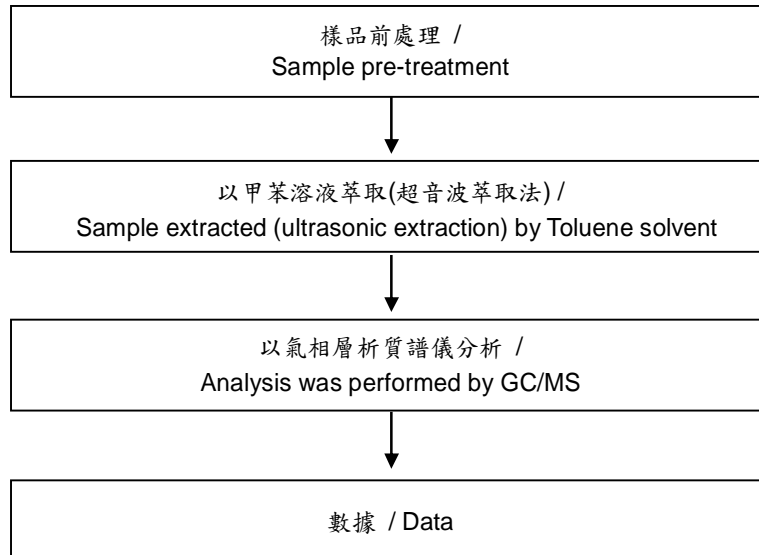 樣品前處理 /
Sample pre-treatment
以甲苯溶液萃取(超音波萃取法) /
Sample extracted (ultrasonic extraction) by Toluene solvent
以氣相層析質譜儀分析 /
Analysis was performed by GC/MS
數據 / Data